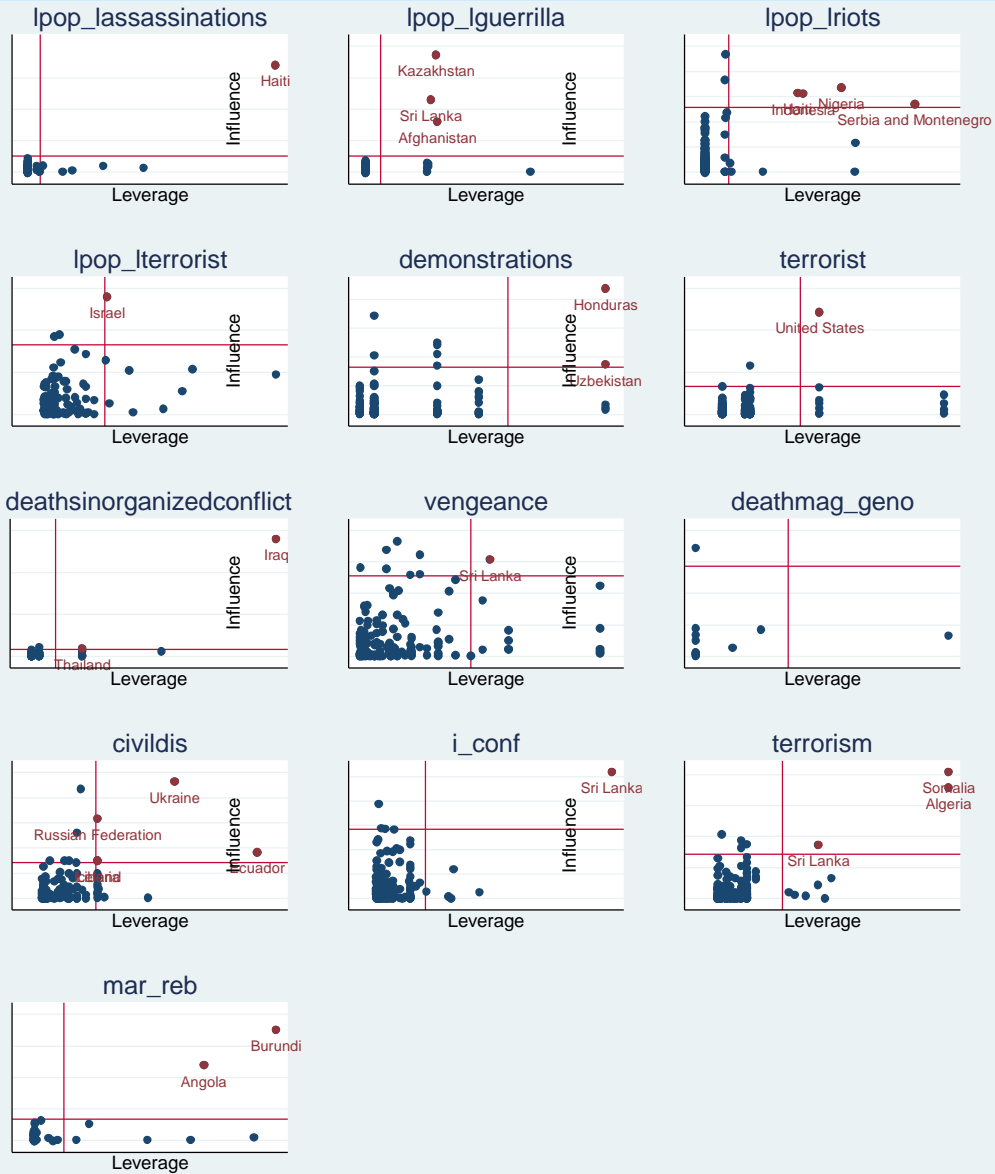 lpop_lassassinations
Haiti
Influence
Leverage
lpop_lguerrilla
Kazakhstan
Sri Lanka
Afghanistan
Influence
Leverage
lpop_lriots
Indonesia
Haiti
Nigeria
Serbia and Montenegro
Leverage
lpop_lterrorist
Israel
Influence
Leverage
demonstrations
Honduras
Uzbekistan
Influence
Leverage
terrorist
United States
Leverage
deathsinorganizedconflict
Iraq
Thailand
Influence
Leverage
vengeance
Sri Lanka
Influence
Leverage
deathmag_geno
Leverage
civildis
Ukraine
Russian Federation
Ecuador
Influence
Leverage
i_conf
Sri Lanka
Influence
Leverage
terrorism
Somalia
Algeria
Sri Lanka
Leverage
mar_reb
Burundi
Angola
Leverage